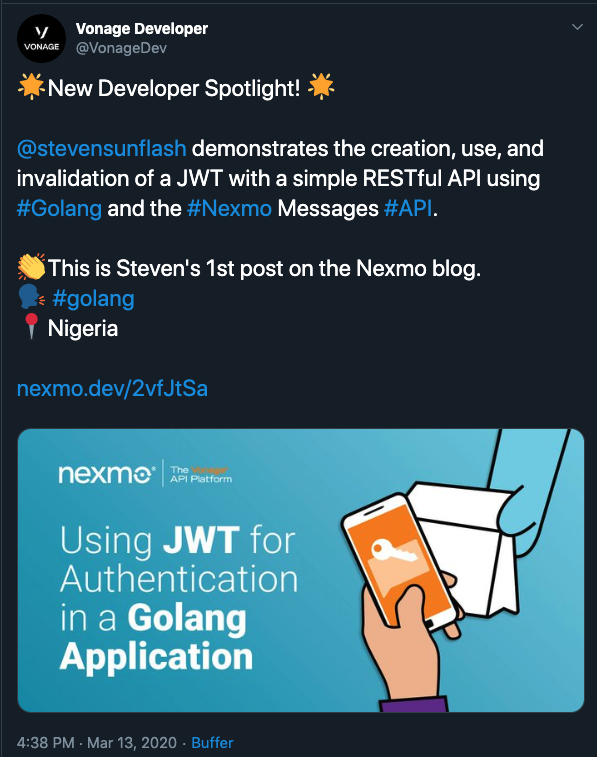 Vonage Developer
@VonageDev
VONAGE
🌟New Developer Spotlight! 🌟
@stevensunflash demonstrates the creation, use, and
invalidation of a JWT with a simple RESTful API using
#Golang and the #Nexmo Messages #API.
👏This is Steven's 1st post on the Nexmo blog.
🗣 #golang
📍 Nigeria
nexmo.dev/2vfJtSa
nexmo® The Vonage® API Platform
Using JWT for
Authentication
in a Golang
Application
4:38 PM · Mar 13, 2020 · Buffer